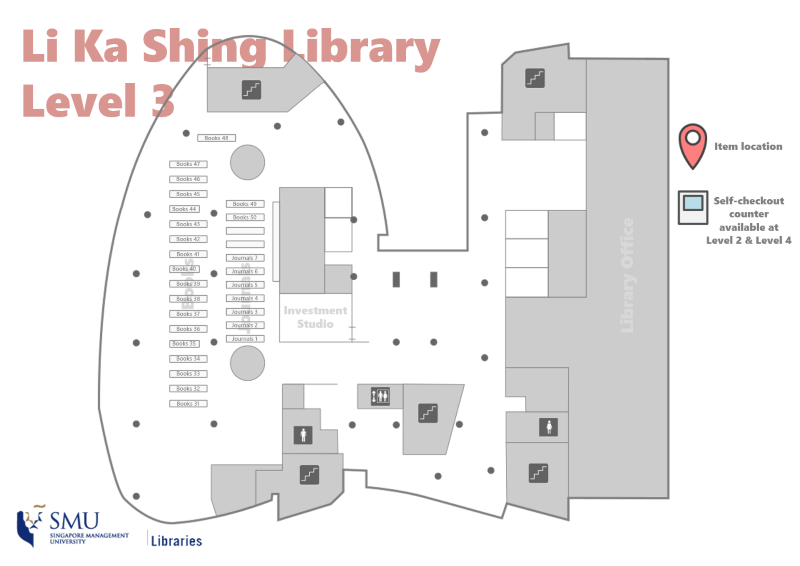 Li Ka Shing Library
Level 3
Books 48
Books 47
Books 46
Books 45
Books 44
Books 43
Books 42
Books 41
Books 40
Books 39
Books 38
Books 37
Books 36
Books 35
Books 34
Books 33
Books 32
Books 31
Books
Books 49
Books 50
Journals 7
Journals 6
Journals 5
Journals 4
Journals 3
Journals 2
Journals 1
Journals
Investment
Studio
Library Office
Item location
Self-checkout
counter
available at
Level 2 & Level 4
SMU
SINGAPORE MANAGEMENT
UNIVERSITY
Libraries